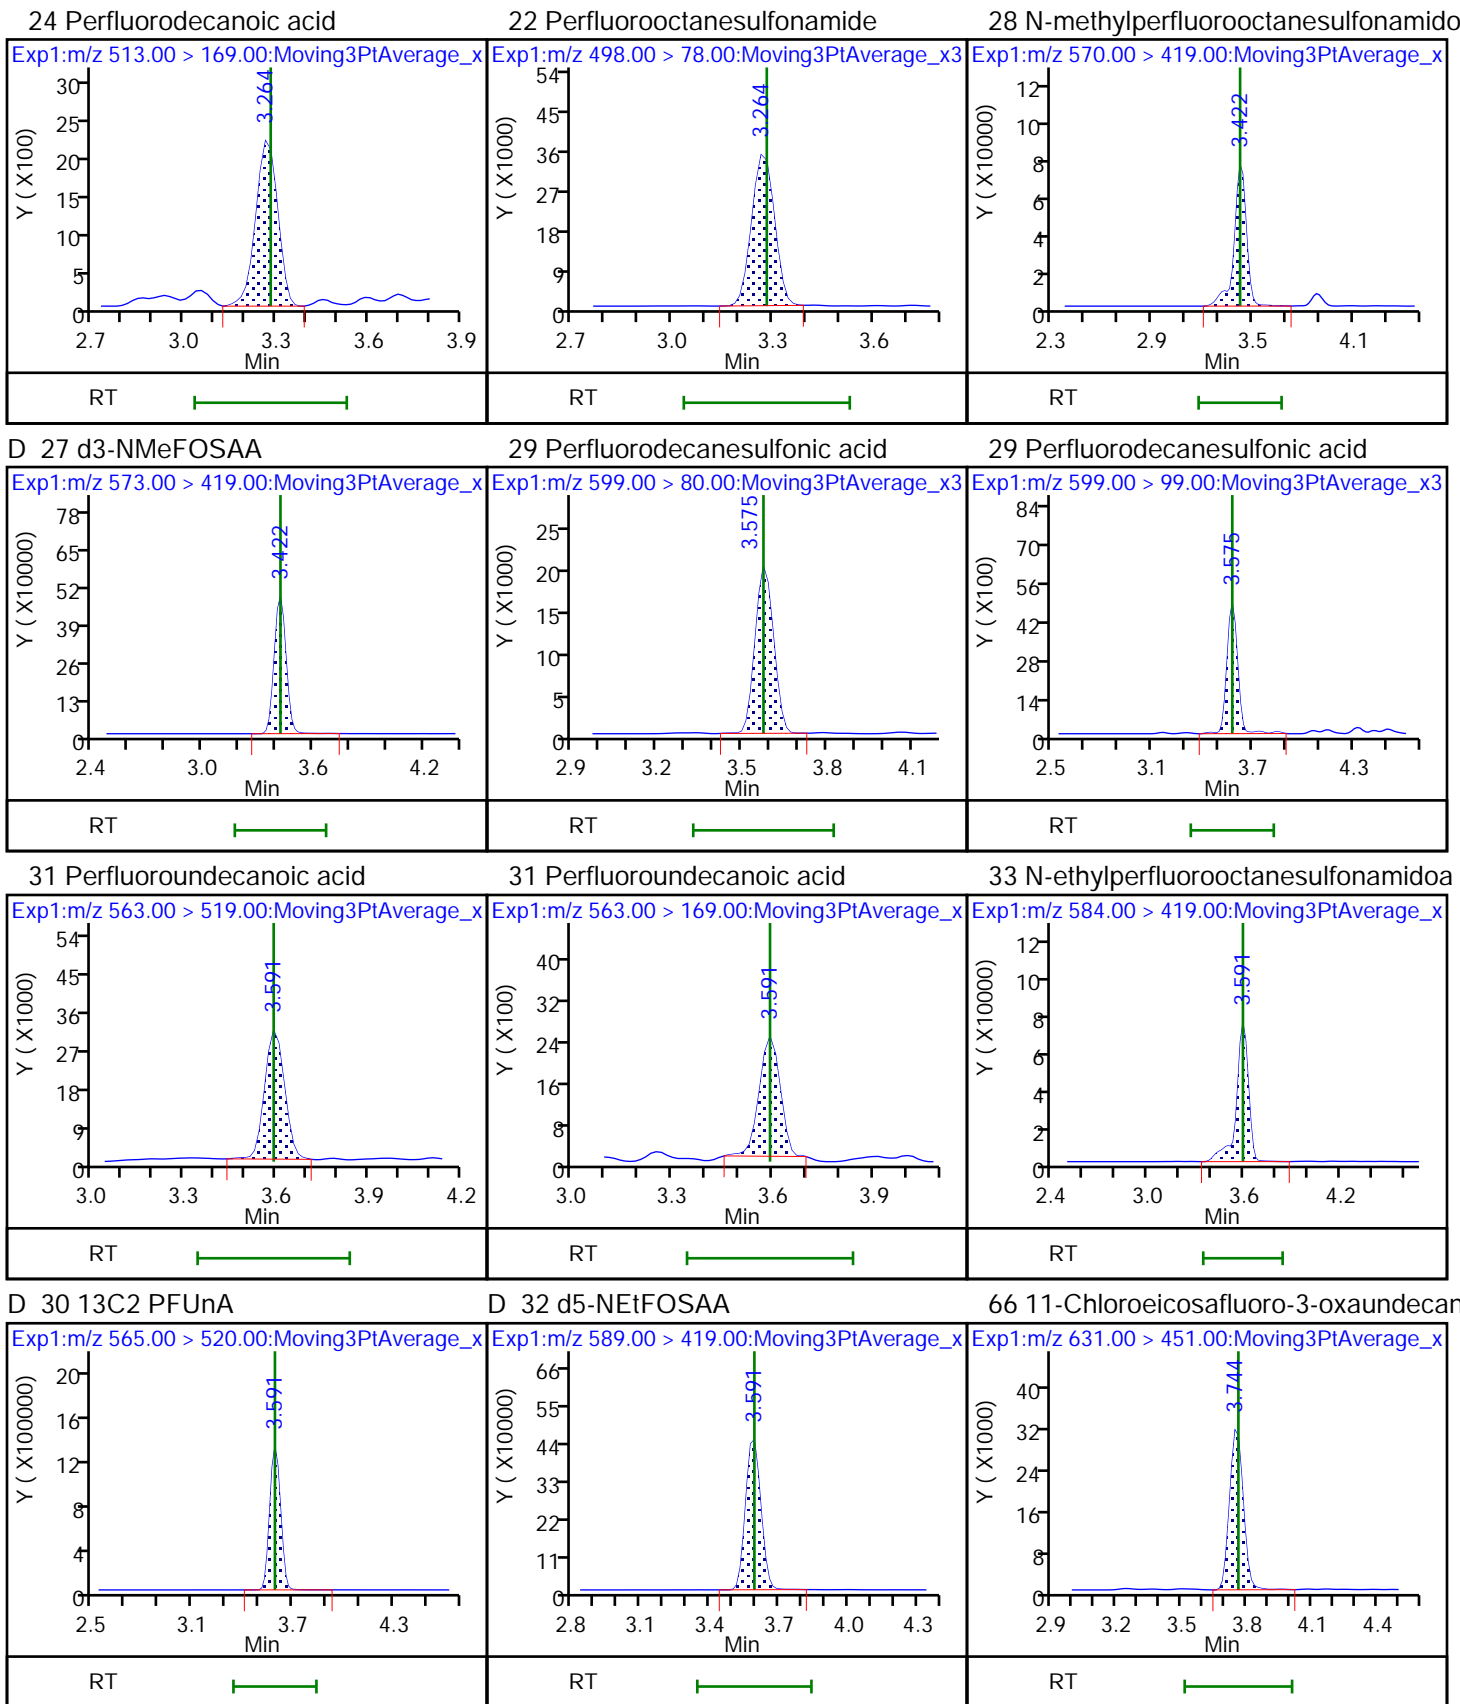 24 Perfluorodecanoic acid
Exp1:m/z 513.00 > 169.00:Moving3PtAverage_x
Y ( X100)
30
25
20
15
10
5
0
3.264
2.7 3.0 3.3 3.6 3.9
Min
RT
22 Perfluorooctanesulfonamide
Exp1:m/z 498.00 > 78.00:Moving3PtAverage_x3
Y ( X1000)
54
45
36
27
18
9
0
3.264
2.7 3.0 3.3 3.6
Min
RT
28 N-methylperfluorooctanesulfonamido
Exp1:m/z 570.00 > 419.00:Moving3PtAverage_x
Y ( X10000)
12
10
8
6
4
2
0
3.422
2.3 2.9 3.5 4.1
Min
RT
D 27 d3-NMeFOSAA
Exp1:m/z 573.00 > 419.00:Moving3PtAverage_x
Y ( X10000)
78
65
52
39
26
13
0
3.422
2.4 3.0 3.6 4.2
Min
RT
29 Perfluorodecanesulfonic acid
Exp1:m/z 599.00 > 80.00:Moving3PtAverage_x3
Y ( X1000)
25
20
15
10
5
0
3.575
2.9 3.2 3.5 3.8 4.1
Min
RT
29 Perfluorodecanesulfonic acid
Exp1:m/z 599.00 > 99.00:Moving3PtAverage_x3
Y ( X100)
84
70
56
42
28
14
0
3.575
2.5 3.1 3.7 4.3
Min
RT
31 Perfluoroundecanoic acid
Exp1:m/z 563.00 > 519.00:Moving3PtAverage_x
Y ( X1000)
54
45
36
27
18
9
0
3.591
3.0 3.3 3.6 3.9 4.2
Min
RT
31 Perfluoroundecanoic acid
Exp1:m/z 563.00 > 169.00:Moving3PtAverage_x
Y ( X100)
40
32
24
16
8
0
3.591
3.0 3.3 3.6 3.9
Min
RT
33 N-ethylperfluorooctanesulfonamidoa
Exp1:m/z 584.00 > 419.00:Moving3PtAverage_x
Y ( X10000)
12
10
8
6
4
2
0
3.591
2.4 3.0 3.6 4.2
Min
RT
D 30 13C2 PFUnA
Exp1:m/z 565.00 > 520.00:Moving3PtAverage_x
Y ( X100000)
20
16
12
8
4
0
3.591
2.5 3.1 3.7 4.3
Min
RT
D 32 d5-NEtFOSAA
Exp1:m/z 589.00 > 419.00:Moving3PtAverage_x
Y ( X10000)
66
55
44
33
22
11
0
3.591
2.8 3.1 3.4 3.7 4.0 4.3
Min
RT
66 11-Chloroeicosafluoro-3-oxaundecan
Exp1:m/z 631.00 > 451.00:Moving3PtAverage_x
Y ( X1000)
40
32
24
16
8
0
3.744
2.9 3.2 3.5 3.8 4.1 4.4
Min
RT